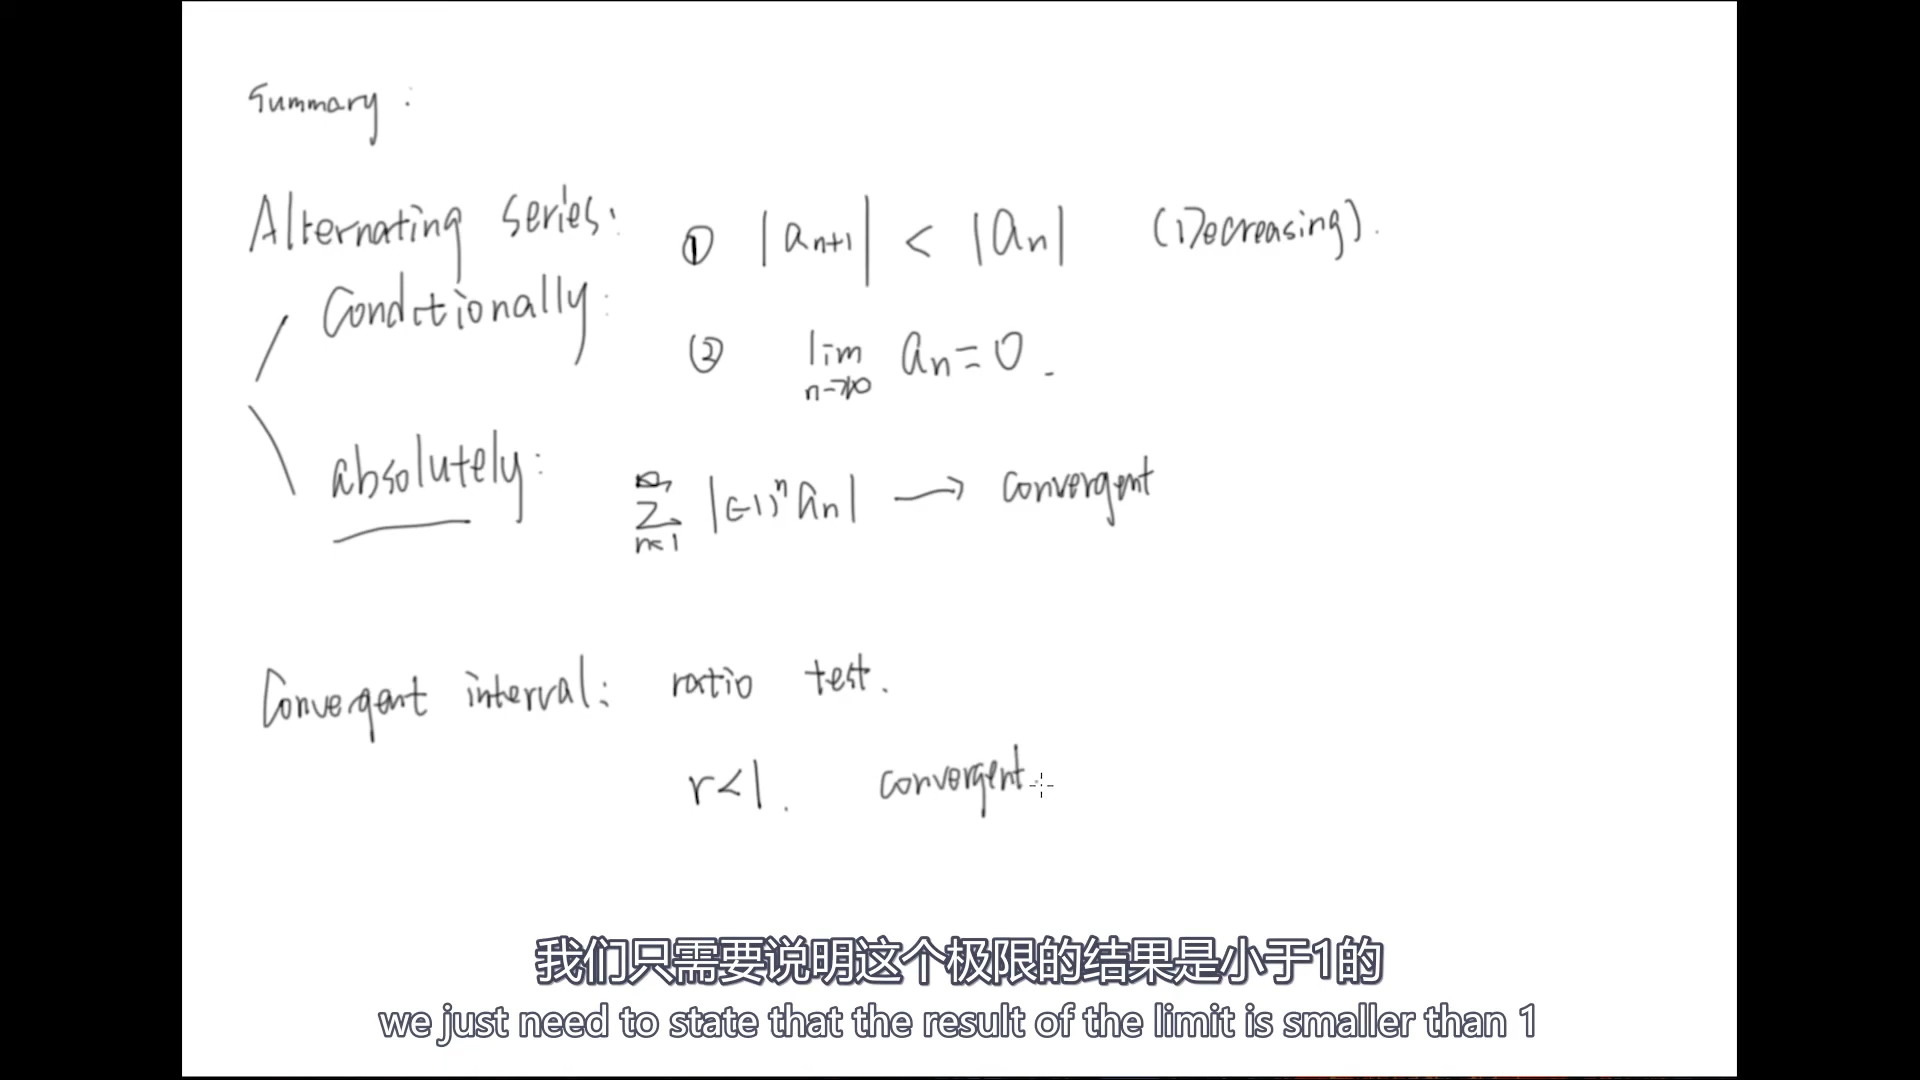 Summary :
Alternating series: ① |aₙ₊₁| < |aₙ| (Decreasing).
Conditionally:
② lim n→∞ aₙ = 0.
absolutely: ∞ Σ n=1 |(-1)ⁿ aₙ| → convergent
Convergent interval: ratio test.
r<1. convergent.
我们只需要说明这个极限的结果是小于1的
we just need to state that the result of the limit is smaller than 1